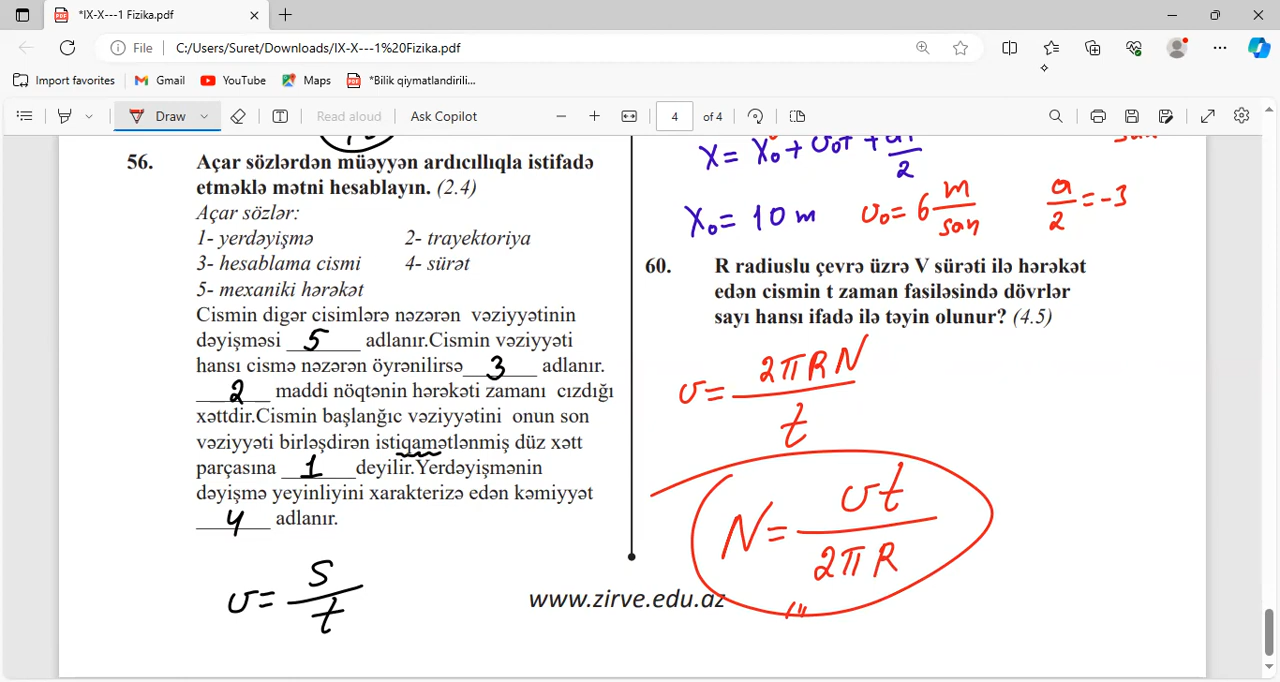 *IX-X---1 Fizika.pdf
File
C:/Users/Suret/Downloads/IX-X---1%20Fizika.pdf
Import favorites
Gmail
YouTube
Maps
*Bilik qiymatlandirili...
Draw
Read aloud
Ask Copilot
4
of 4
56. Açar sözlərdən müəyyən ardıcıllıqla istifadə
etməklə mətni hesablayın. (2.4)
Açar sözlər:
1- yerdəyişmə 2- trayektoriya
3- hesablama cismi 4- sürət
5- mexaniki hərəkət
Cismin digər cisimlərə nəzərən vəziyyətinin
dəyişməsi 5 adlanır.Cismin vəziyyəti
hansı cismə nəzərən öyrənilirsə 3 adlanır.
2 maddi nöqtənin hərəkəti zamanı cızdığı
xəttdir.Cismin başlanğıc vəziyyətini onun son
vəziyyəti birləşdirən istiqamətlənmiş düz xətt
parçasına 1 deyilir.Yerdəyişmənin
dəyişmə yeyinliyini xarakterizə edən kəmiyyət
4 adlanır.
υ = s/t
x = x₀ + υ₀t + /2
x₀ = 10 m υ₀ = 6 m/san a/2 = -3
60. R radiuslu çevrə üzrə V sürəti ilə hərəkət
edən cismin t zaman fasiləsində dövrlər
sayı hansı ifadə ilə təyin olunur? (4.5)
υ = 2πRN/t
N = υt/2πR
www.zirve.edu.az